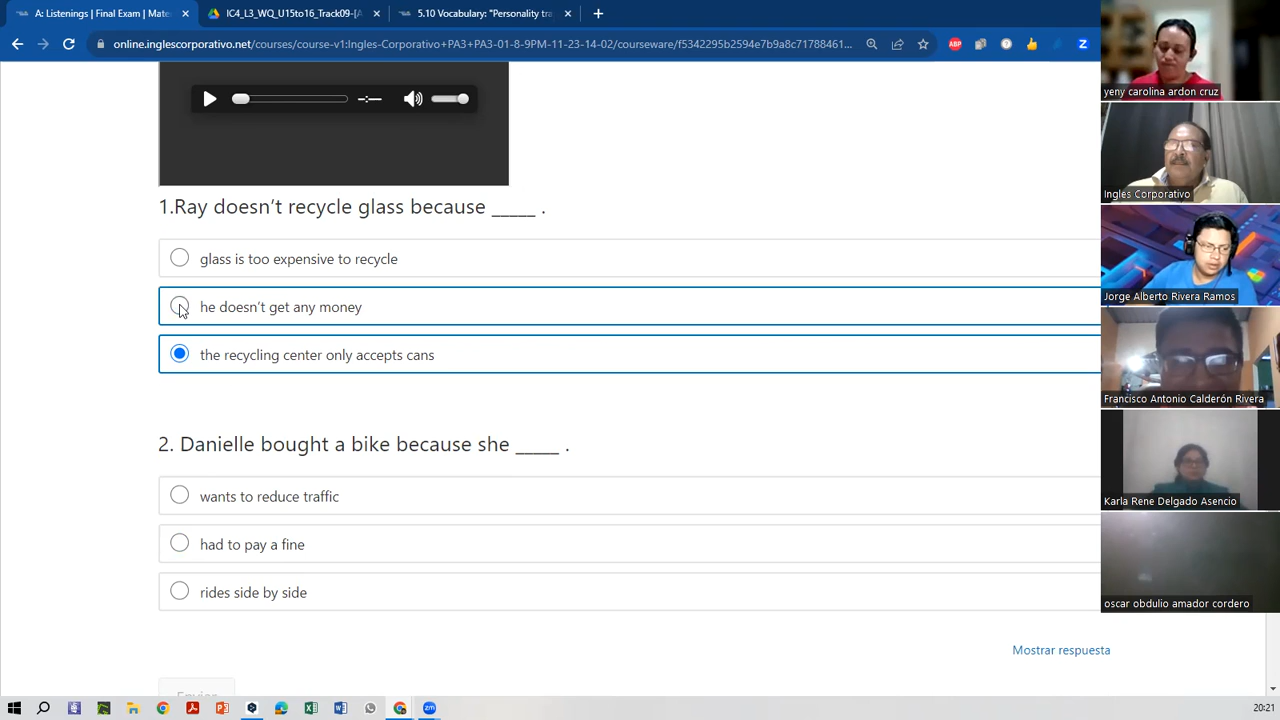 A: Listenings | Final Exam | Mate
IC4_L3_WQ_U15to16_Track09-[A
5.10 Vocabulary: "Personality tra
online.inglescorporativo.net/courses/course-v1:Ingles-Corporativo+PA3+PA3-01-8-9PM-11-23-14-02/courseware/f5342295b2594e7b9a8c71788461...
ABP
Z
1.Ray doesn't recycle glass because _____ .
glass is too expensive to recycle
he doesn't get any money
the recycling center only accepts cans
2. Danielle bought a bike because she _____ .
wants to reduce traffic
had to pay a fine
rides side by side
Mostrar respuesta
Enviar
yeny carolina ardon cruz
Inglés Corporativo
Jorge Alberto Rivera Ramos
Francisco Antonio Calderón Rivera
Karla Rene Delgado Asencio
oscar obdulio amador cordero
20:21